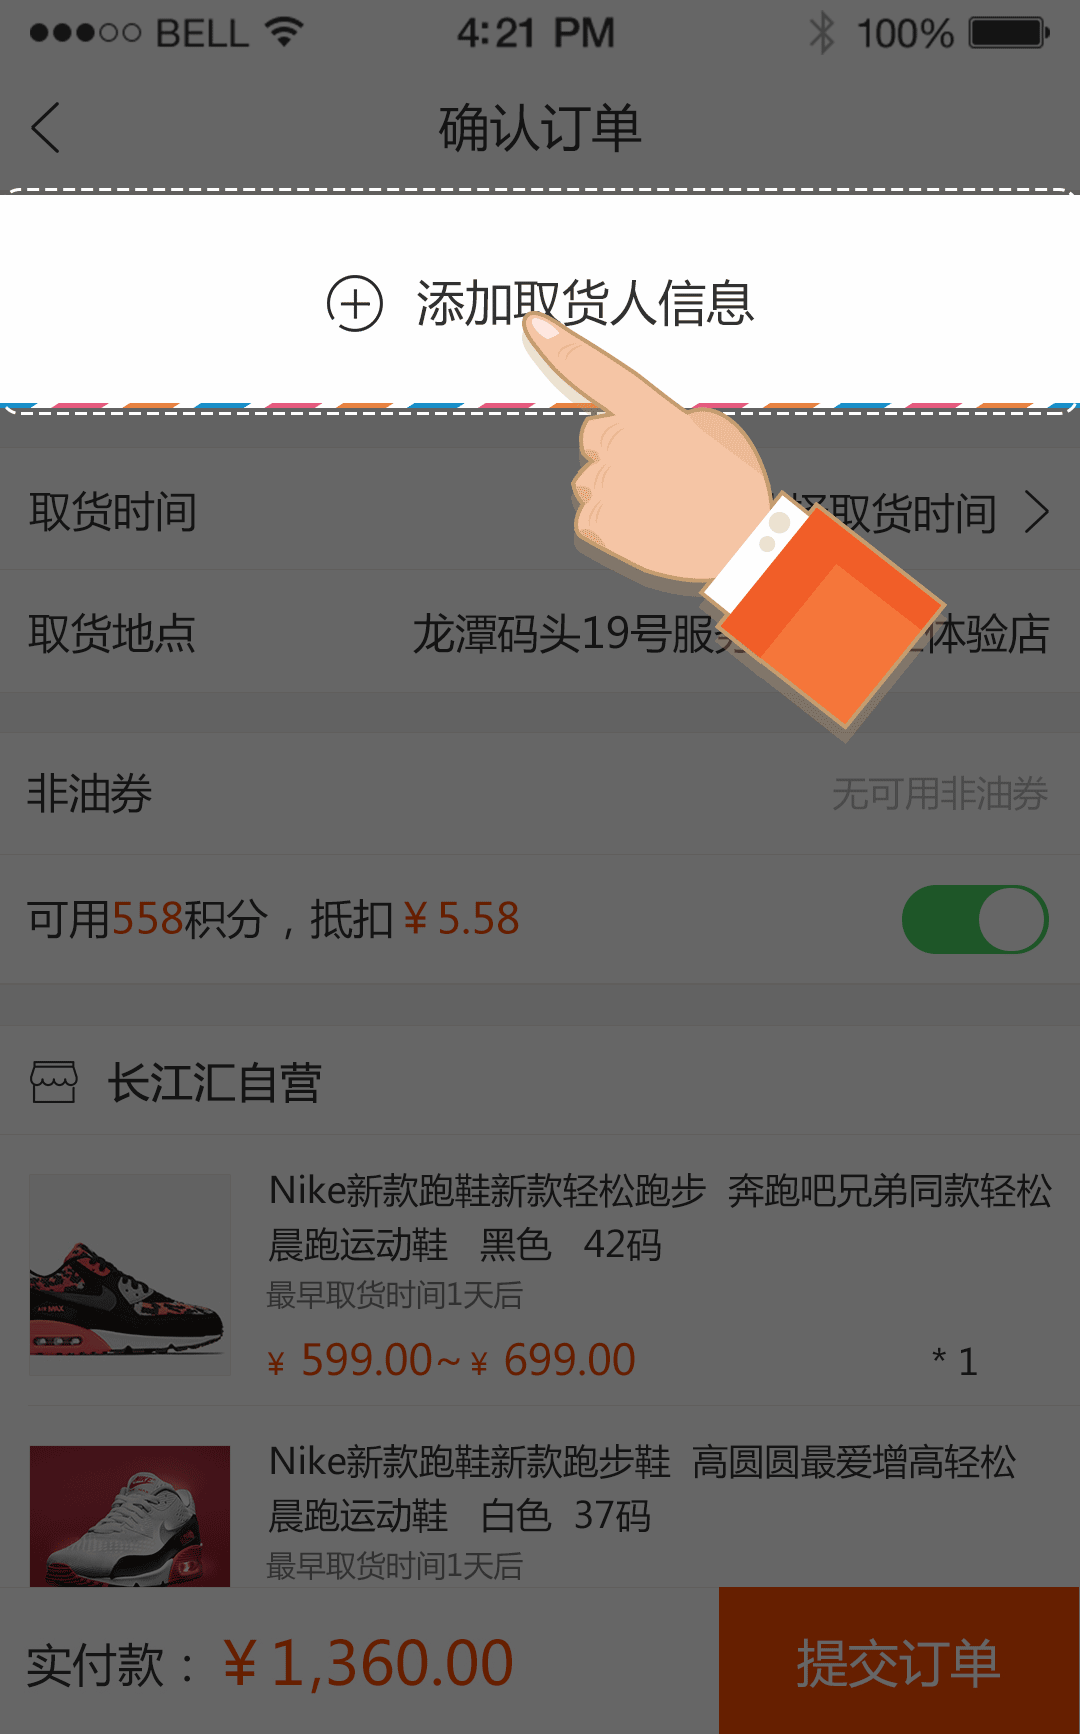 BELL 4:21 PM 100%
确认订单
添加取货人信息
取货时间 取货时间
取货地点 龙潭码头19号服 体验店
非油券 无可用非油券
可用558积分，抵扣¥5.58
长江汇自营
Nike新款跑鞋新款轻松跑步 奔跑吧兄弟同款轻松
晨跑运动鞋 黑色 42码
最早取货时间1天后
¥ 599.00~¥ 699.00 * 1
Nike新款跑鞋新款跑步鞋 高圆圆最爱增高轻松
晨跑运动鞋 白色 37码
最早取货时间1天后
实付款： ¥1,360.00 提交订单